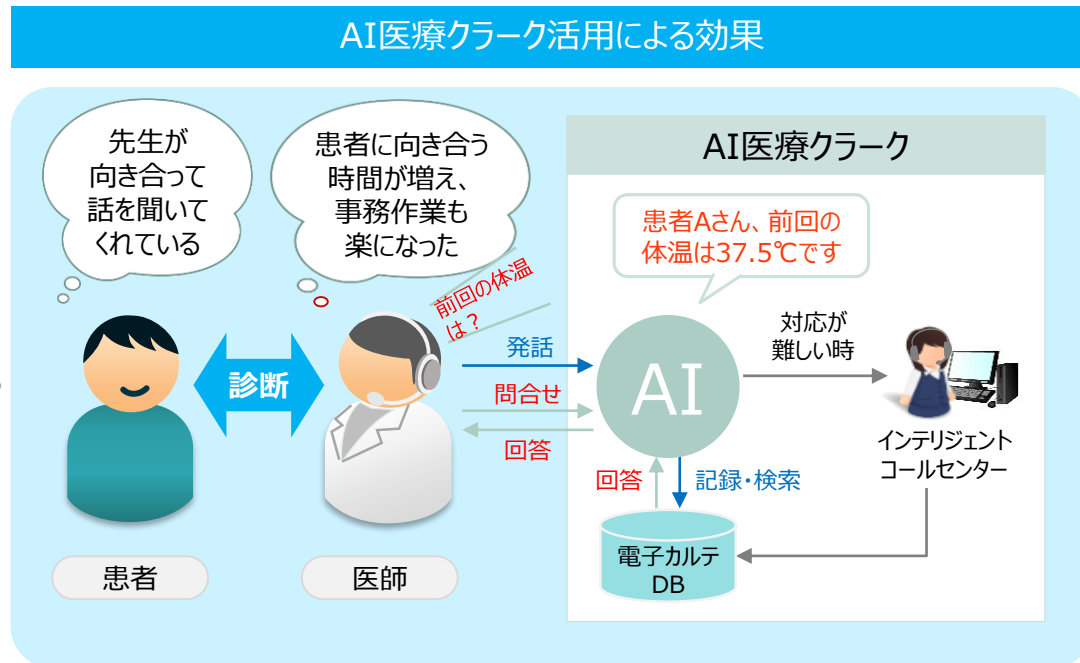 AI医療クラーク活用による効果
先生が
向き合って
話を聞いて
くれている
患者に向き合う
時間が増え、
事務作業も
楽になった
AI医療クラーク
患者Aさん、前回の
体温は37.5℃です
前回の体温
は？
発話
問合せ
回答
診断
AI
対応が
難しい時
インテリジェント
コールセンター
回答
記録・検索
電子カルテ
DB
患者
医師